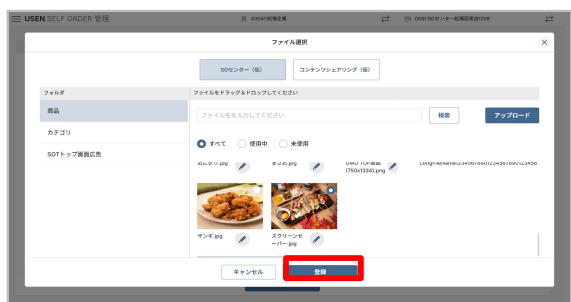 USEN SELF ORDER 管理
ファイル選択
SOセンター（仮）
コンテンツシェアリング（仮）
フォルダ
ファイルをドラッグ&ドロップしてください
商品
カテゴリ
SOTトップ画面広告
ファイル名を入力してください
検索
アップロード
すべて
使用中
未使用
おにぎり.jpg
(750x1334).png
ザンギ.jpg
スクリーンセ
ーバー.jpg
キャンセル
登録